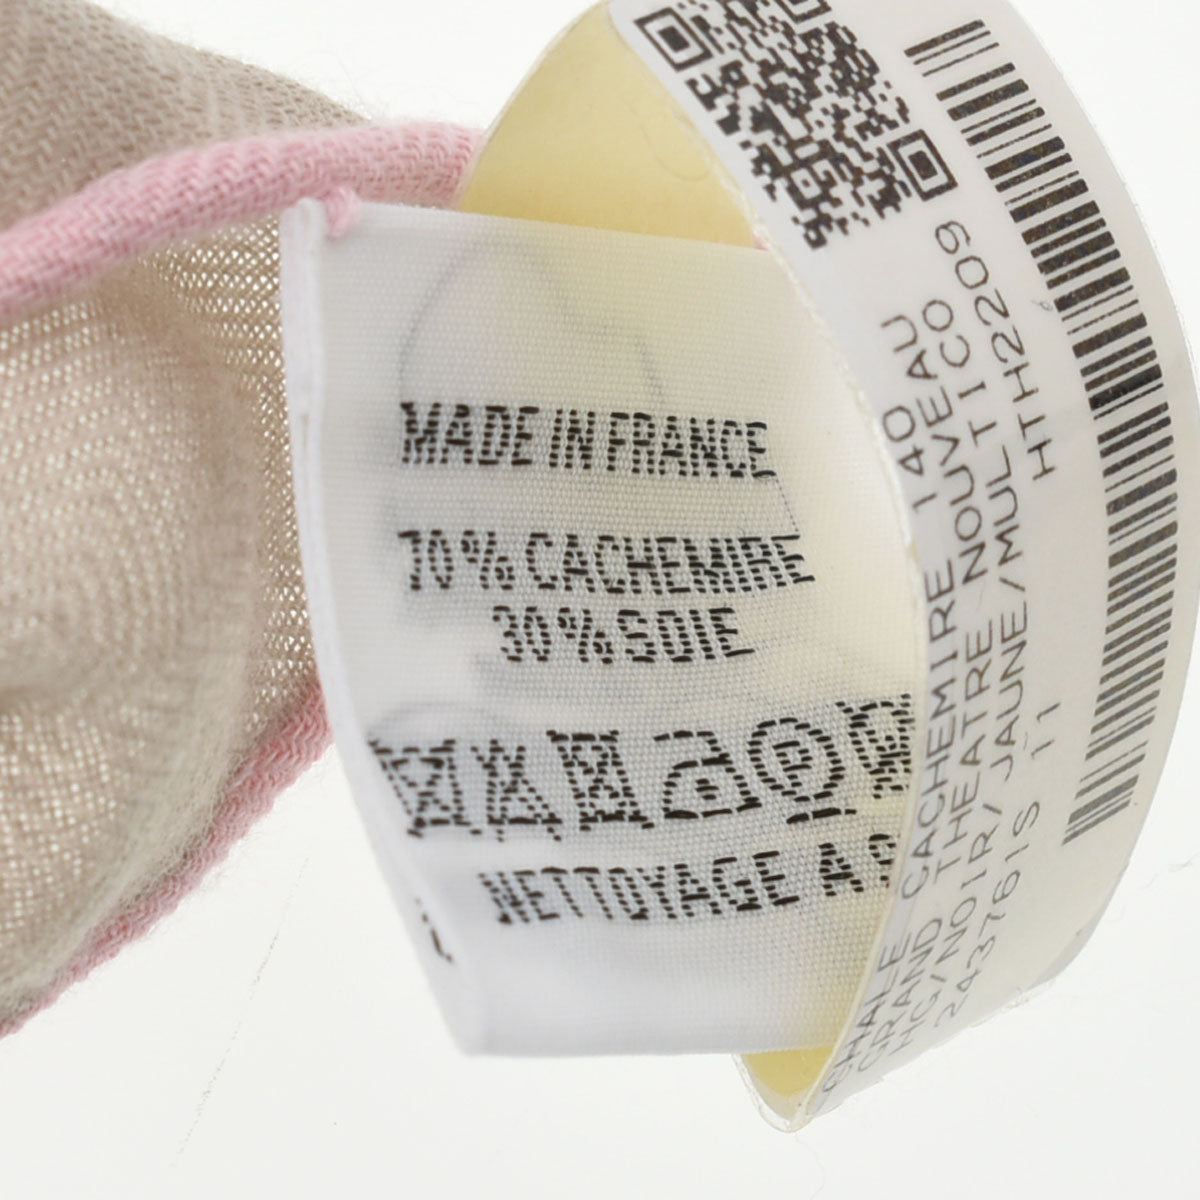 MADE IN FRANCE
70% CACHEMIRE
30% SOIE
NETTOYAGE A
CHALE CACHEMIRE 140
GRAND THEATRE NOUVEAU
HG/NOIR/JAUNE/MULTICO
243761S 11 HTH2209